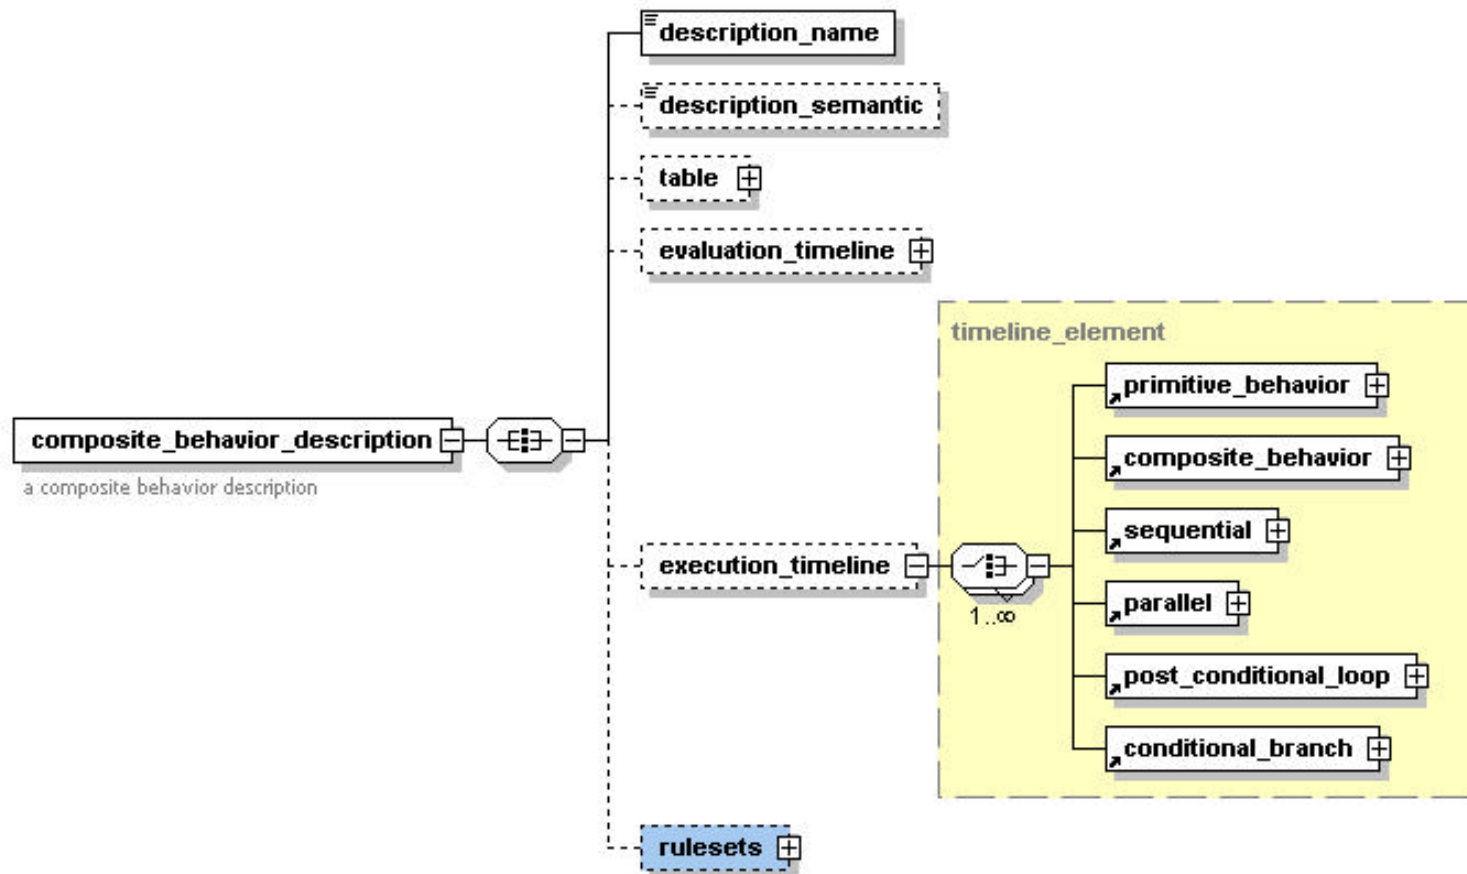 description_name
description_semantic
table
evaluation_timeline
timeline_element
primitive_behavior
composite_behavior_description
composite_behavior
a composite behavior description
sequential
execution_timeline
parallel
1..∞
post_conditional_loop
conditional_branch
rulesets